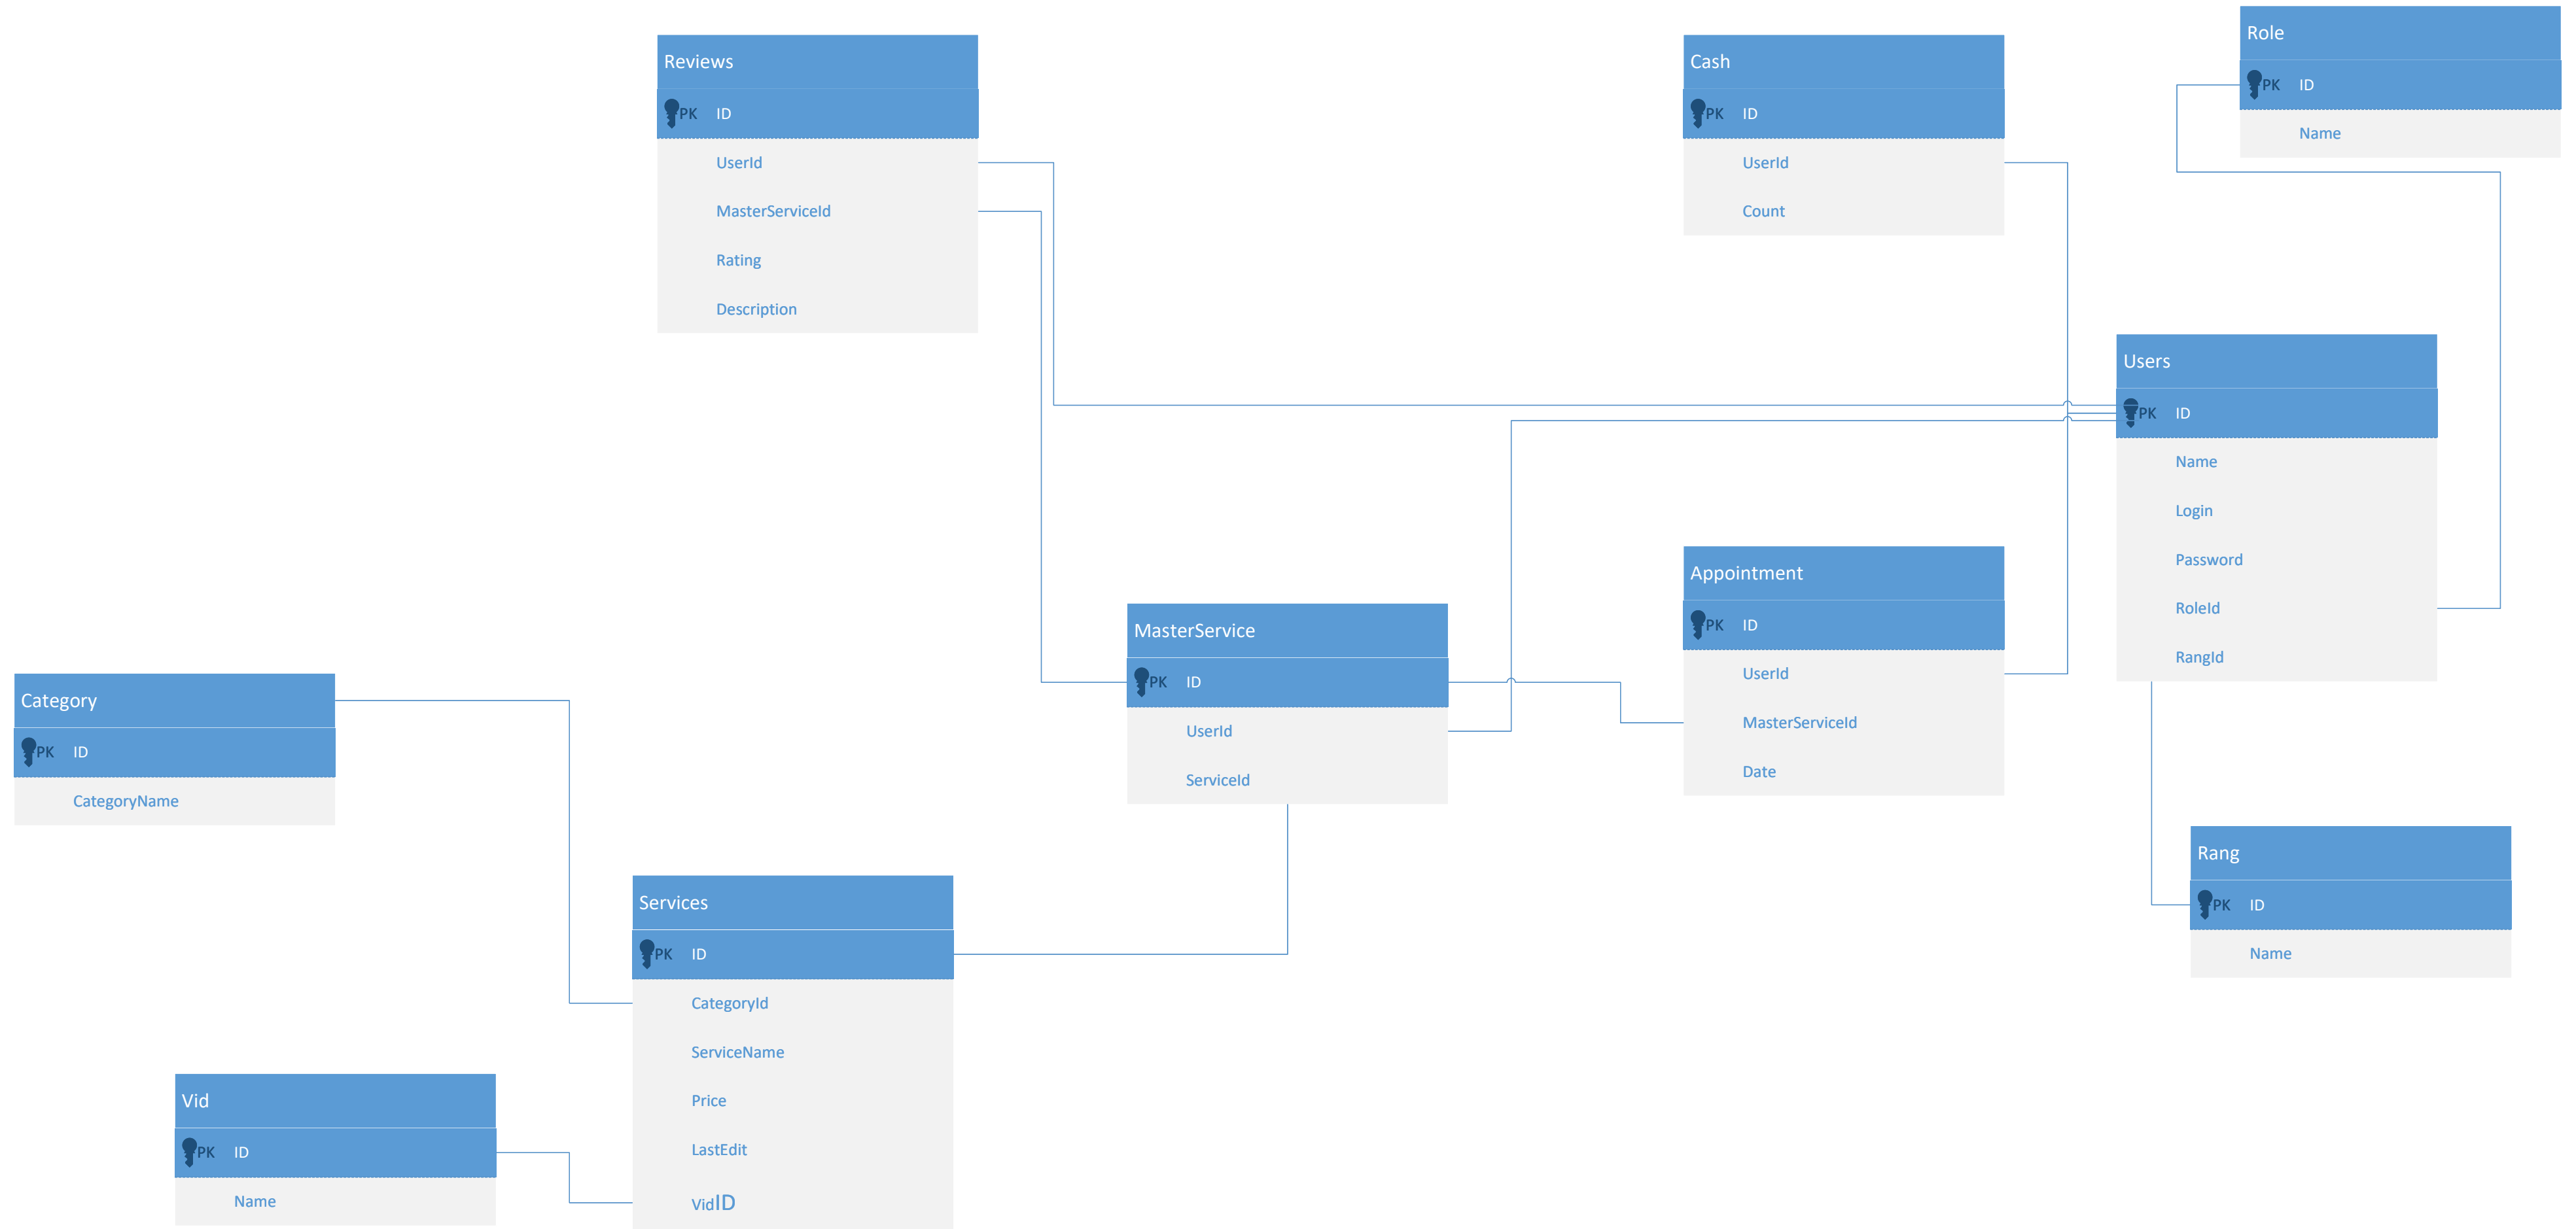 Reviews
PK ID
UserId
MasterServiceId
Rating
Description
Cash
PK ID
UserId
Count
Role
PK ID
Name
Users
PK ID
Name
Login
Password
RoleId
RangId
Appointment
PK ID
UserId
MasterServiceId
Date
MasterService
PK ID
UserId
ServiceId
Category
PK ID
CategoryName
Rang
PK ID
Name
Services
PK ID
CategoryId
ServiceName
Price
LastEdit
VidID
Vid
PK ID
Name